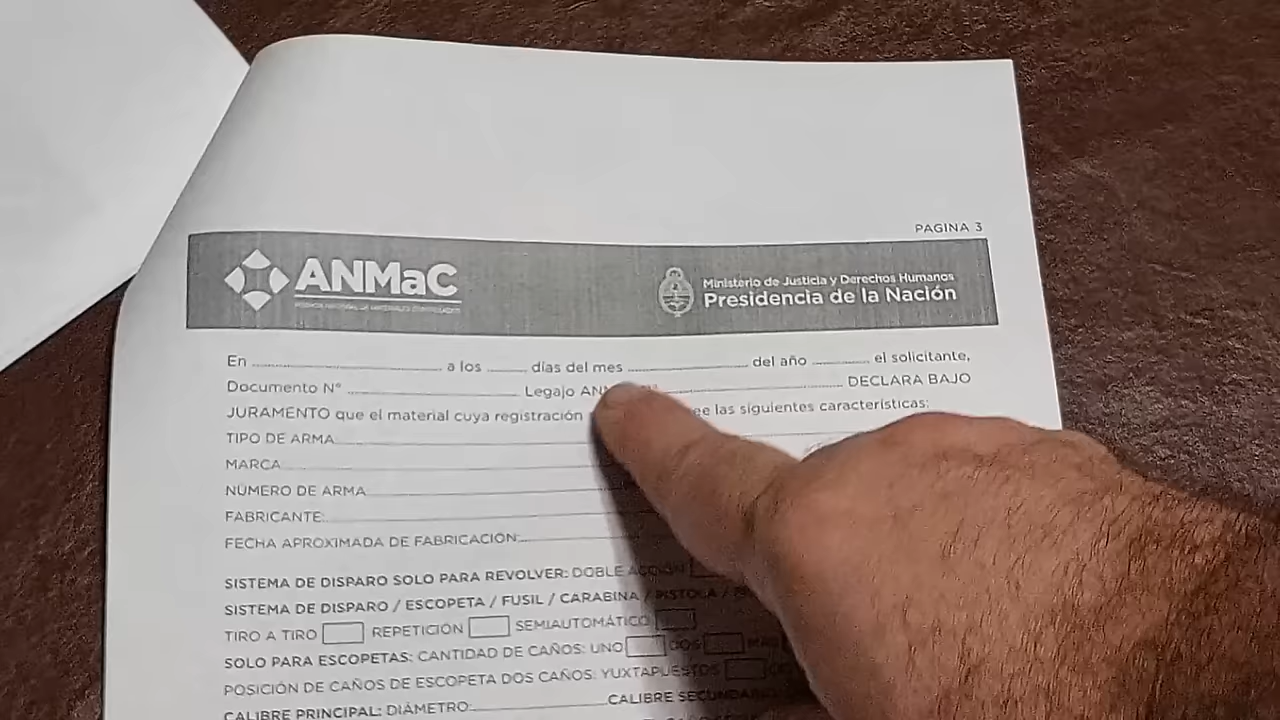 PAGINA 3
ANMaC
Ministerio de Justicia y Derechos Humanos
Presidencia de la Nación
En a los días del mes del año el solicitante,
Documento Nº Legajo DECLARA BAJO
JURAMENTO que el material cuya registración las siguientes características:
TIPO DE ARMA
MARCA
NÚMERO DE ARMA
FABRICANTE:
FECHA APROXIMADA DE FABRICACIÓN:
SISTEMA DE DISPARO SOLO PARA REVOLVER: DOBLE ACCIÓN
SISTEMA DE DISPARO / ESCOPETA / FUSIL / CARABINA / PISTOLA /
TIRO A TIRO REPETICIÓN SEMIAUTOMÁTICO
SOLO PARA ESCOPETAS: CANTIDAD DE CAÑOS: UNO DOS MAS
POSICIÓN DE CAÑOS DE ESCOPETA DOS CAÑOS: YUXTAPUESTOS
CALIBRE PRINCIPAL: DIÁMETRO: CALIBRE SECUNDARIO